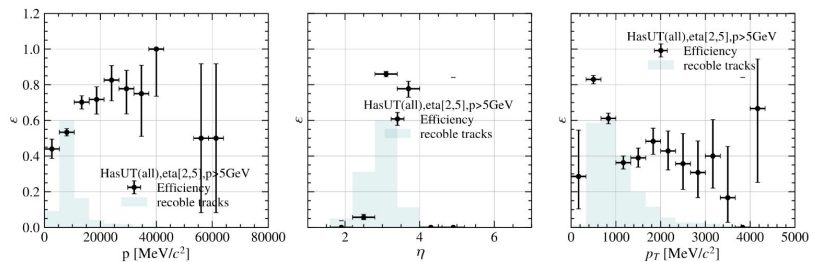 1.2
1.0
0.8
0.6
0.4
0.2
0.0
ε
HasUT(all),eta[2,5],p>5GeV
Efficiency
recoble tracks
0 20000 40000 60000 80000
p [MeV/c²]
ε
HasUT(all),eta[2,5],p>5GeV
Efficiency
recoble tracks
2 4 6
η
ε
HasUT(all),eta[2,5],p>5GeV
Efficiency
recoble tracks
0 1000 2000 3000 4000 5000
p_T [MeV/c²]